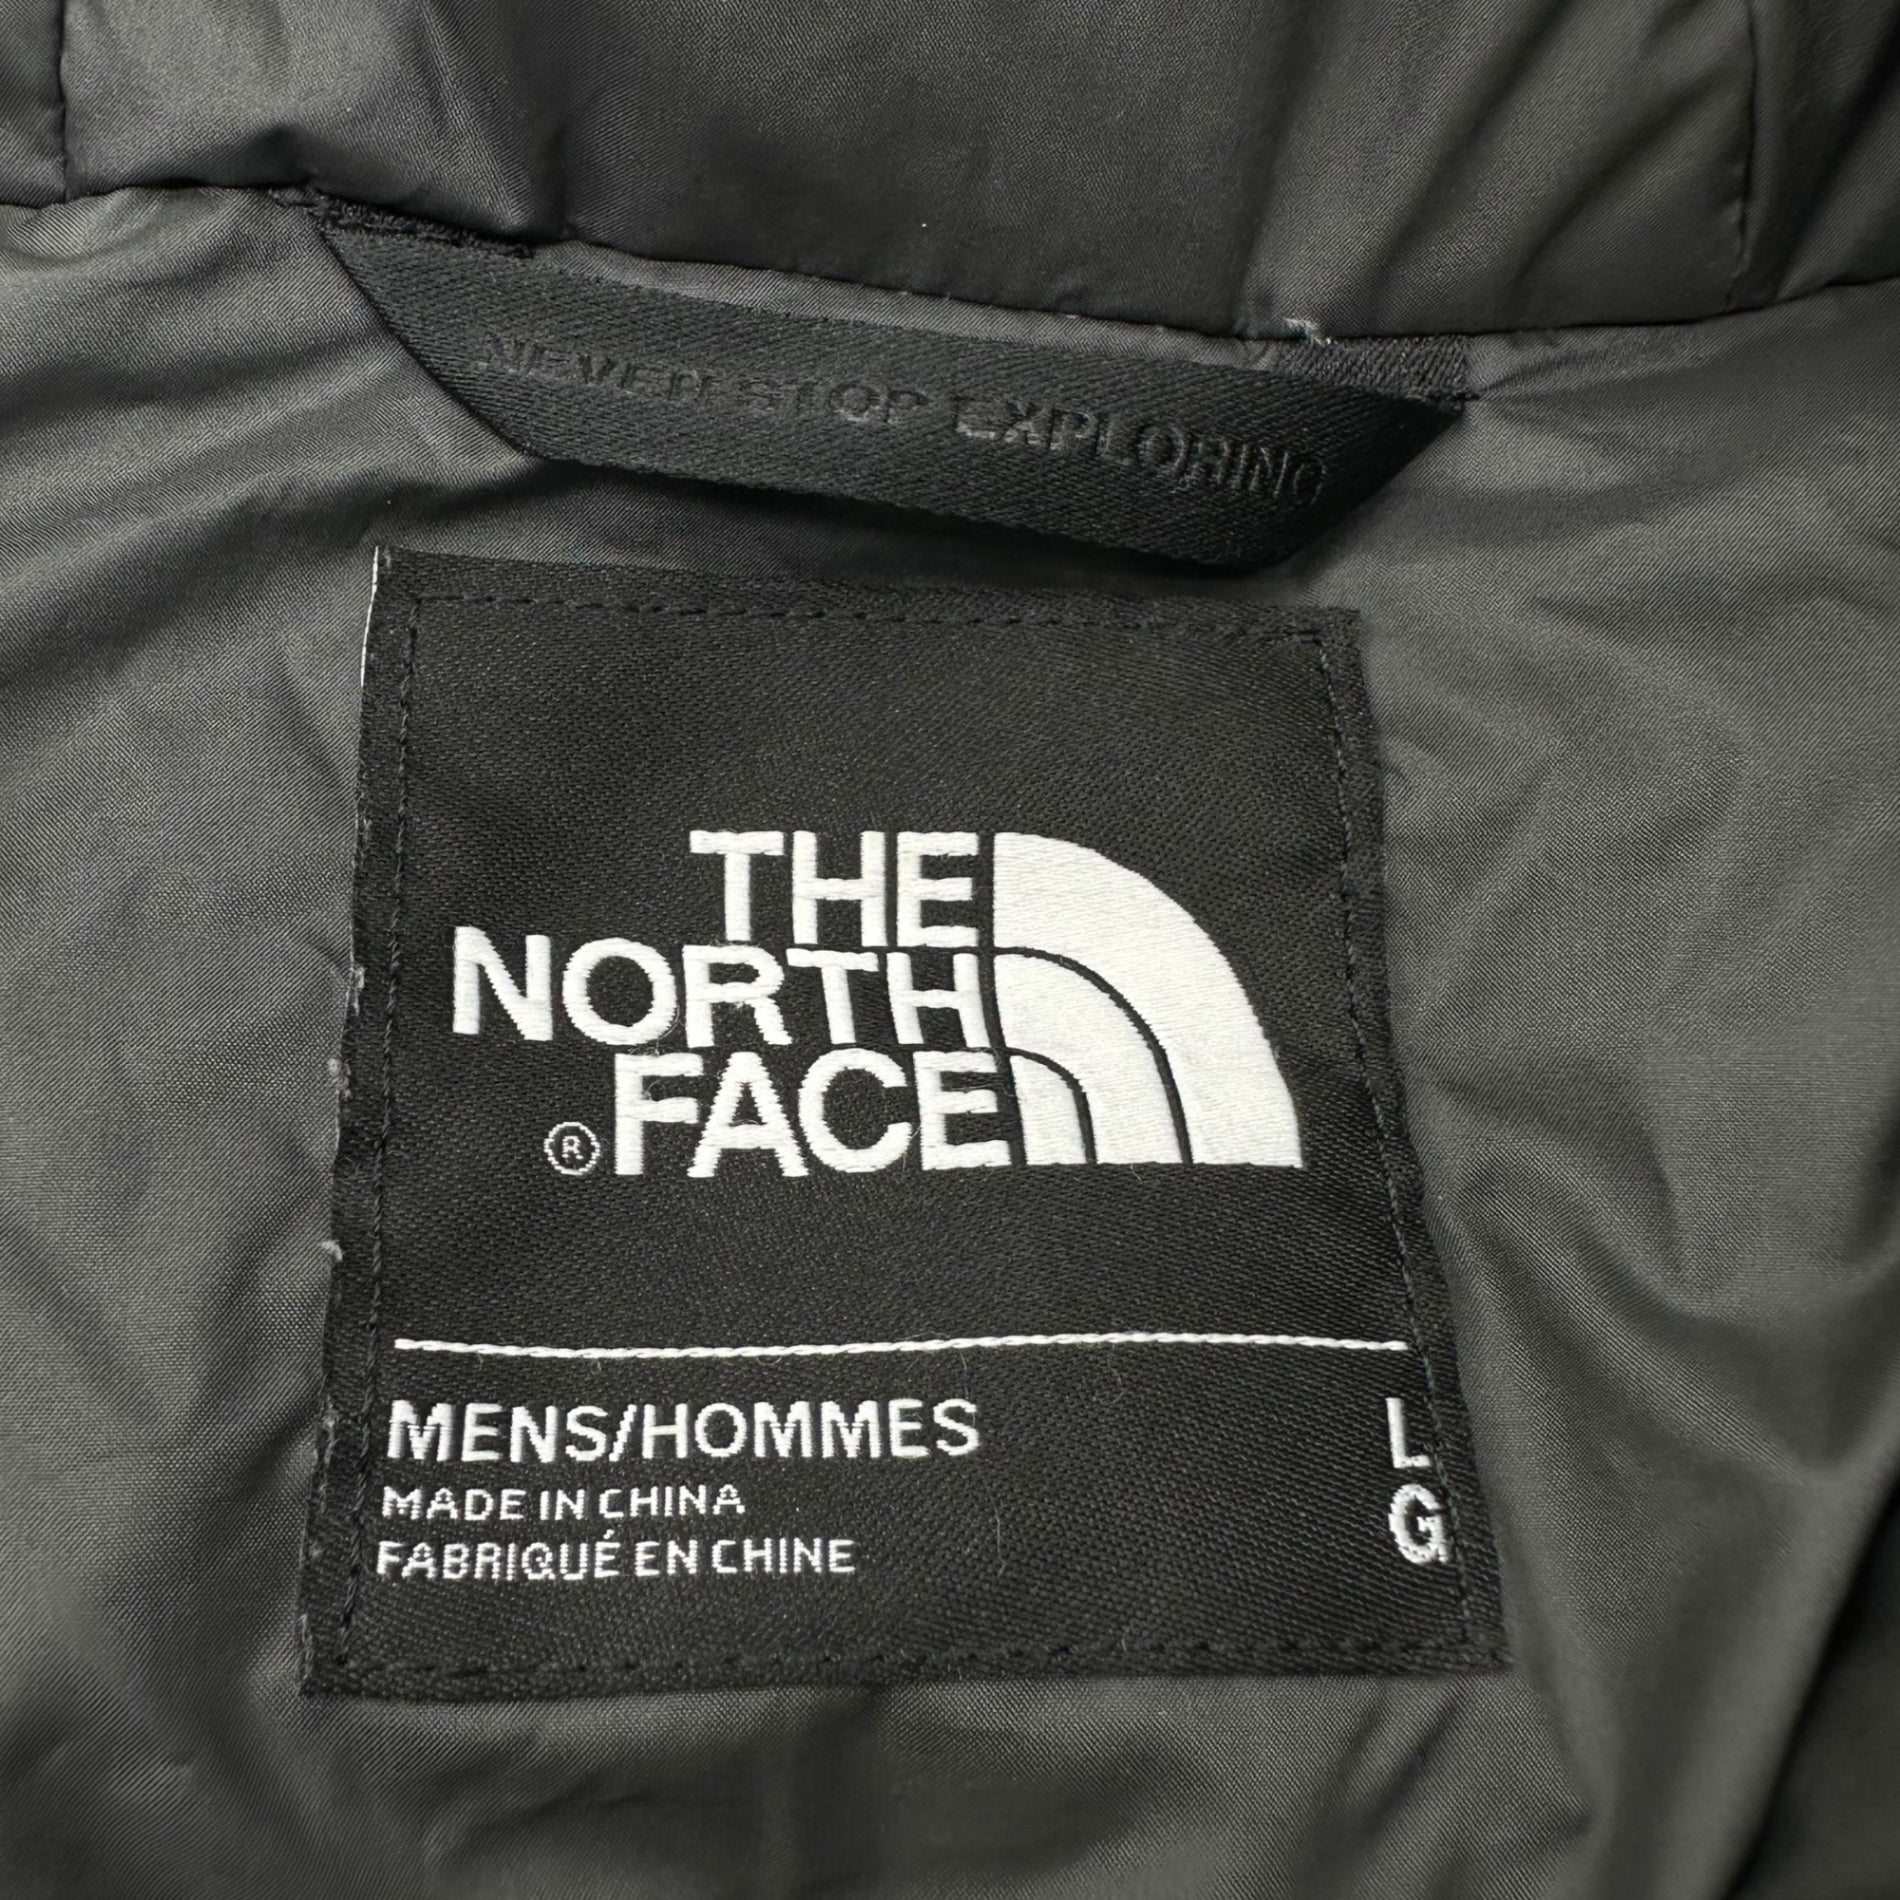 NEVER STOP EXPLORING
THE
NORTH
® FACE
MENS/HOMMES L
MADE IN CHINA G
FABRIQUÉ EN CHINE